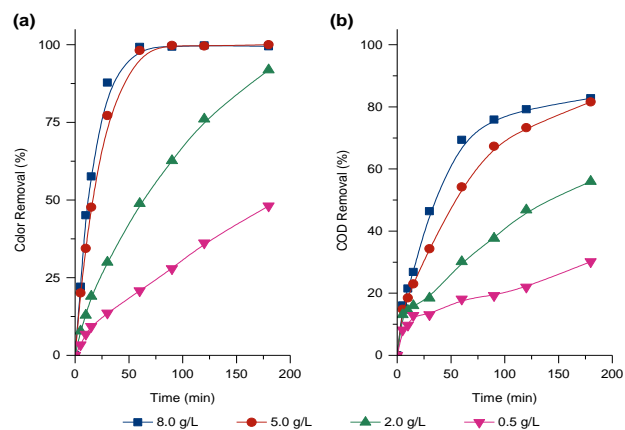 (a)
(b)
Color Removal (%)
100
75
50
25
0
0 50 100 150 200
Time (min)
COD Removal (%)
100
80
60
40
20
0
0 50 100 150 200
Time (min)
8.0 g/L 5.0 g/L 2.0 g/L 0.5 g/L